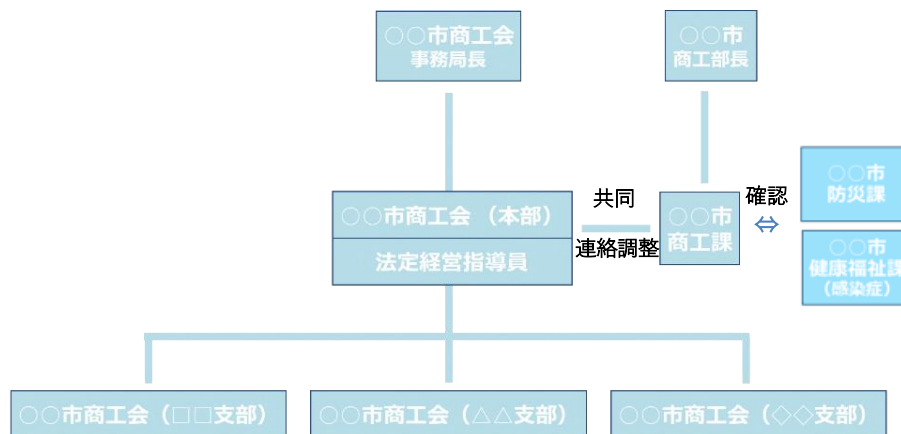 ○○市商工会
事務局長
○○市
商工部長
○○市商工会 （本部）
法定経営指導員
共同
連絡調整
○○市
商工課
確認
⇔
○○市
防災課
○○市
健康福祉課
（感染症）
○○市商工会（□□支部）
○○市商工会（△△支部）
○○市商工会（◇◇支部）